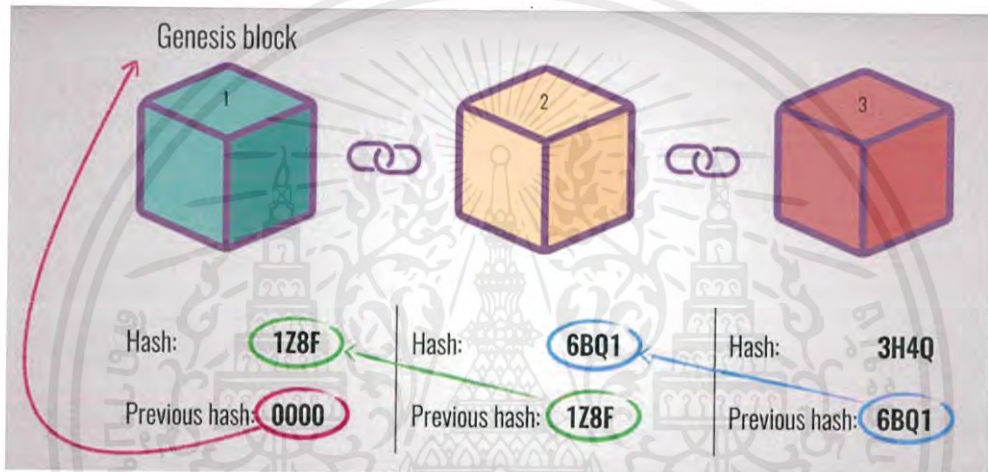 Genesis block
1
2
3
Hash: 1Z8F
Previous hash: 0000
Hash: 6BQ1
Previous hash: 1Z8F
Hash: 3H4Q
Previous hash: 6BQ1